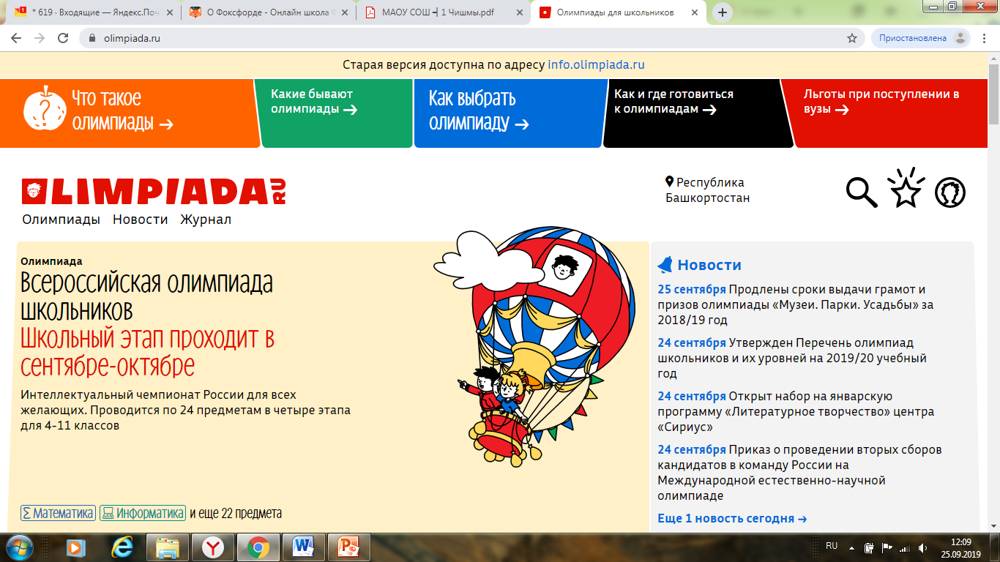 * 619 · Входящие — Яндекс.Поч
О Фоксфорде - Онлайн школа
МАОУ СОШ ━┫1 Чишмы.pdf
Олимпиады для школьников
olimpiada.ru
Приостановлена
Старая версия доступна по адресу info.olimpiada.ru
Что такое
олимпиады →
Какие бывают
олимпиады →
Как выбрать
олимпиаду →
Как и где готовиться
к олимпиадам →
Льготы при поступлении в
вузы →
OLIMPIADA RU
Республика
Башкортостан
Олимпиады Новости Журнал
Олимпиада
Всероссийская олимпиада
школьников
Школьный этап проходит в
сентябре-октябре
Интеллектуальный чемпионат России для всех
желающих. Проводится по 24 предметам в четыре этапа
для 4–11 классов
Математика Информатика и еще 22 предмета
Новости
25 сентября Продлены сроки выдачи грамот и
призов олимпиады «Музеи. Парки. Усадьбы» за
2018/19 год
24 сентября Утвержден Перечень олимпиад
школьников и их уровней на 2019/20 учебный
год
24 сентября Открыт набор на январскую
программу «Литературное творчество» центра
«Сириус»
24 сентября Приказ о проведении вторых сборов
кандидатов в команду России на
Международной естественно-научной
олимпиаде
Еще 1 новость сегодня →
RU
12:09
25.09.2019